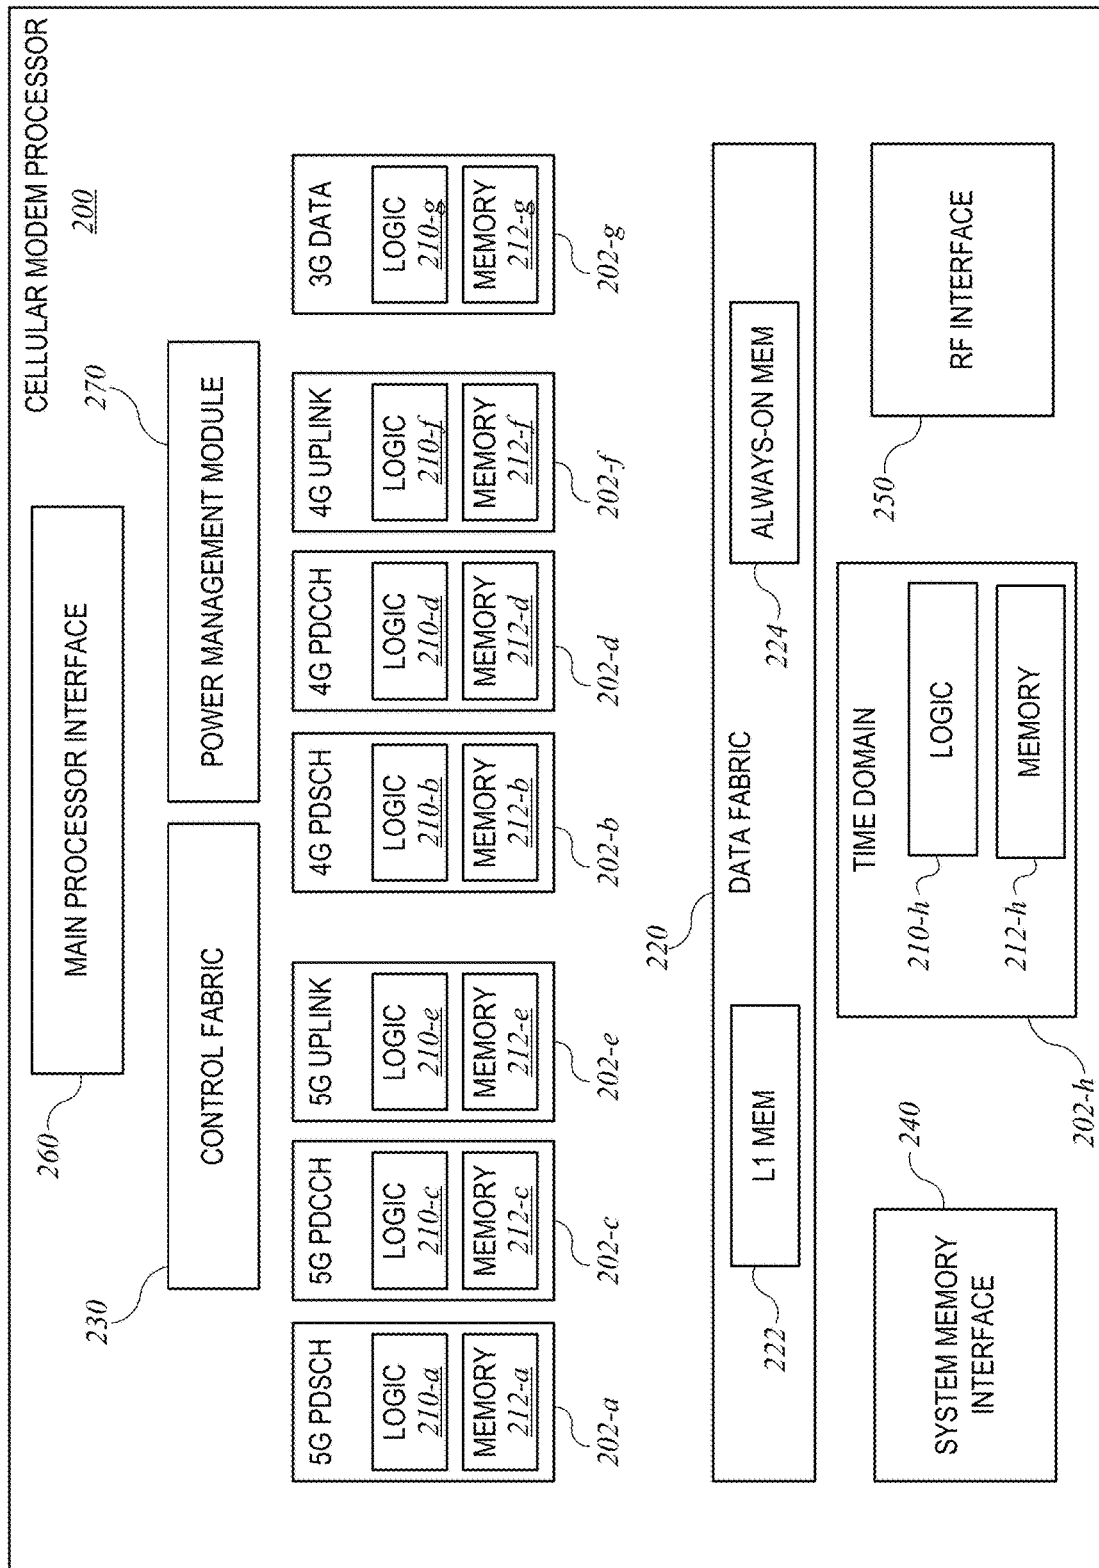 CELLULAR MODEM PROCESSOR
200
MAIN PROCESSOR INTERFACE
260
270
230
CONTROL FABRIC
POWER MANAGEMENT MODULE
5G PDSCH
LOGIC
210-a
MEMORY
212-a
202-a
5G PDCCH
LOGIC
210-c
MEMORY
212-c
202-c
5G UPLINK
LOGIC
210-e
MEMORY
212-e
202-e
4G PDSCH
LOGIC
210-b
MEMORY
212-b
202-b
4G PDCCH
LOGIC
210-d
MEMORY
212-d
202-d
4G UPLINK
LOGIC
210-f
MEMORY
212-f
202-f
3G DATA
LOGIC
210-g
MEMORY
212-g
202-g
220
L1 MEM
222
DATA FABRIC
ALWAYS-ON MEM
224
240
SYSTEM MEMORY
INTERFACE
TIME DOMAIN
LOGIC
210-h
MEMORY
212-h
202-h
250
RF INTERFACE